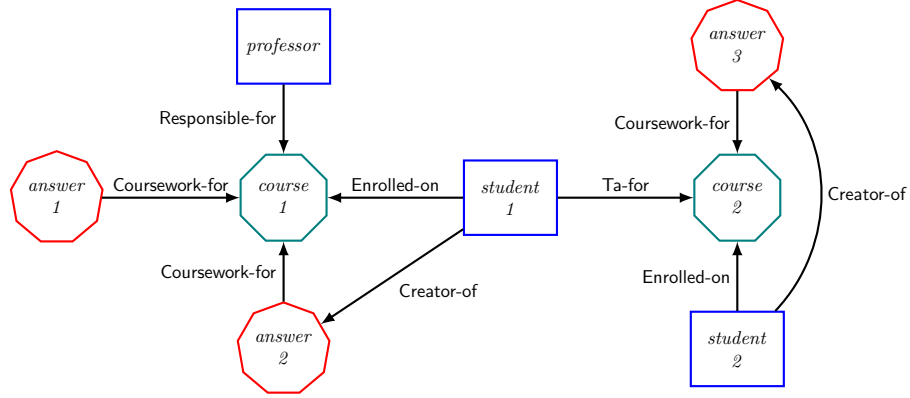 professor
answer
3
Responsible-for
Coursework-for
answer
1
Coursework-for
course
1
Enrolled-on
student
1
Ta-for
course
2
Creator-of
Coursework-for
Creator-of
Enrolled-on
answer
2
student
2